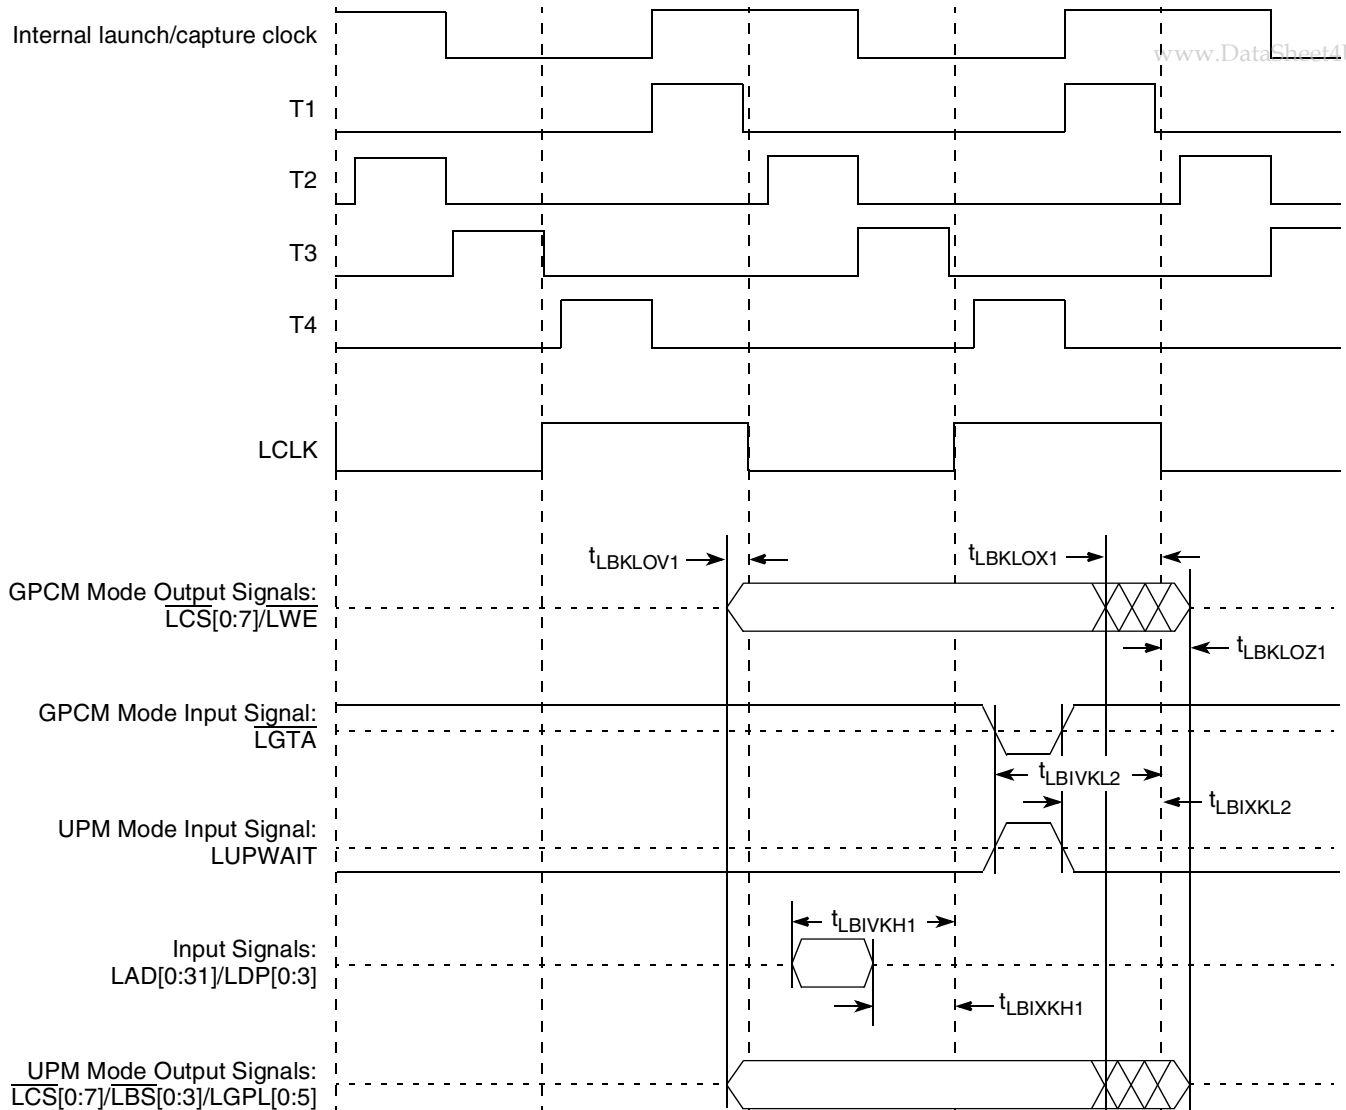 Internal launch/capture clock
www.DataSheet4U
T1
T2
T3
T4
LCLK
tLBKLOV1
tLBKLOX1
GPCM Mode Output Signals:
LCS[0:7]/LWE
tLBKLOZ1
GPCM Mode Input Signal:
LGTA
tLBIVKL2
tLBIXKL2
UPM Mode Input Signal:
LUPWAIT
tLBIVKH1
Input Signals:
LAD[0:31]/LDP[0:3]
tLBIXKH1
UPM Mode Output Signals:
LCS[0:7]/LBS[0:3]/LGPL[0:5]